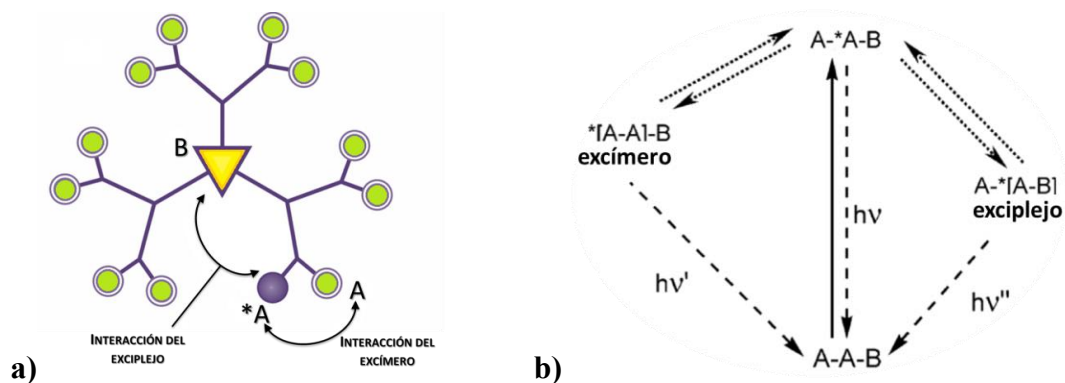 B
*A
A
INTERACCIÓN DEL
EXCIPLEJO
INTERACCIÓN DEL
EXCÍMERO
a)
A-*A-B
*[A-A]-B
excímero
A-*[A-B]
exciplejo
hν
hν'
hν"
A-A-B
b)